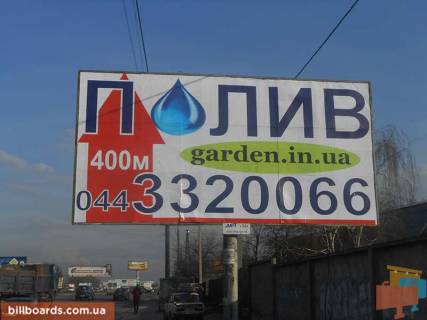 ПОЛИВ
400м
garden.in.ua
044 3320066
billboards.com.ua